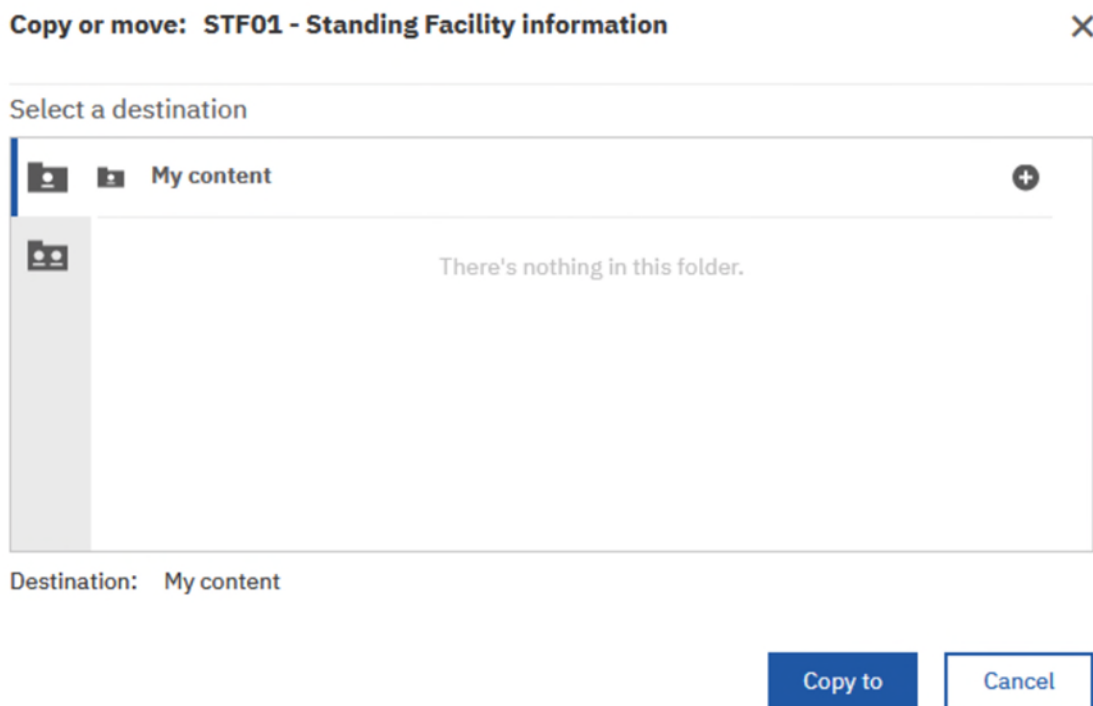 Copy or move: STF01 - Standing Facility information
Select a destination
My content
There's nothing in this folder.
Destination: My content
Copy to Cancel